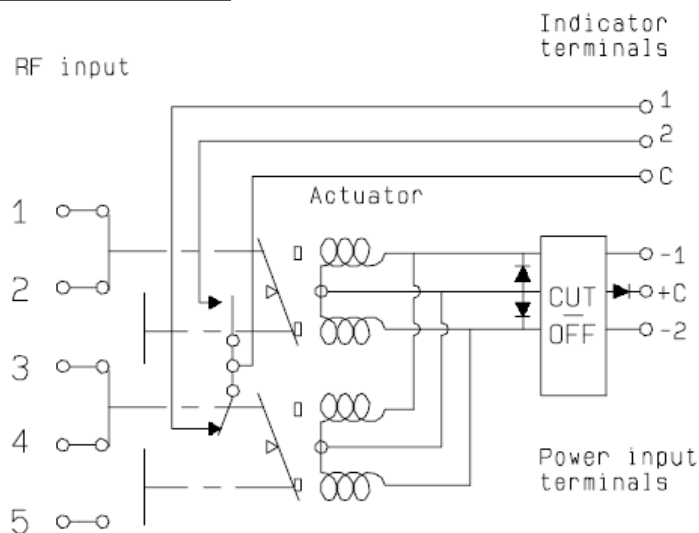 Indicator
terminals
RF input
1
2
C
Actuator
1
2
3
4
5
-1
CUT
+C
OFF
-2
Power input
terminals